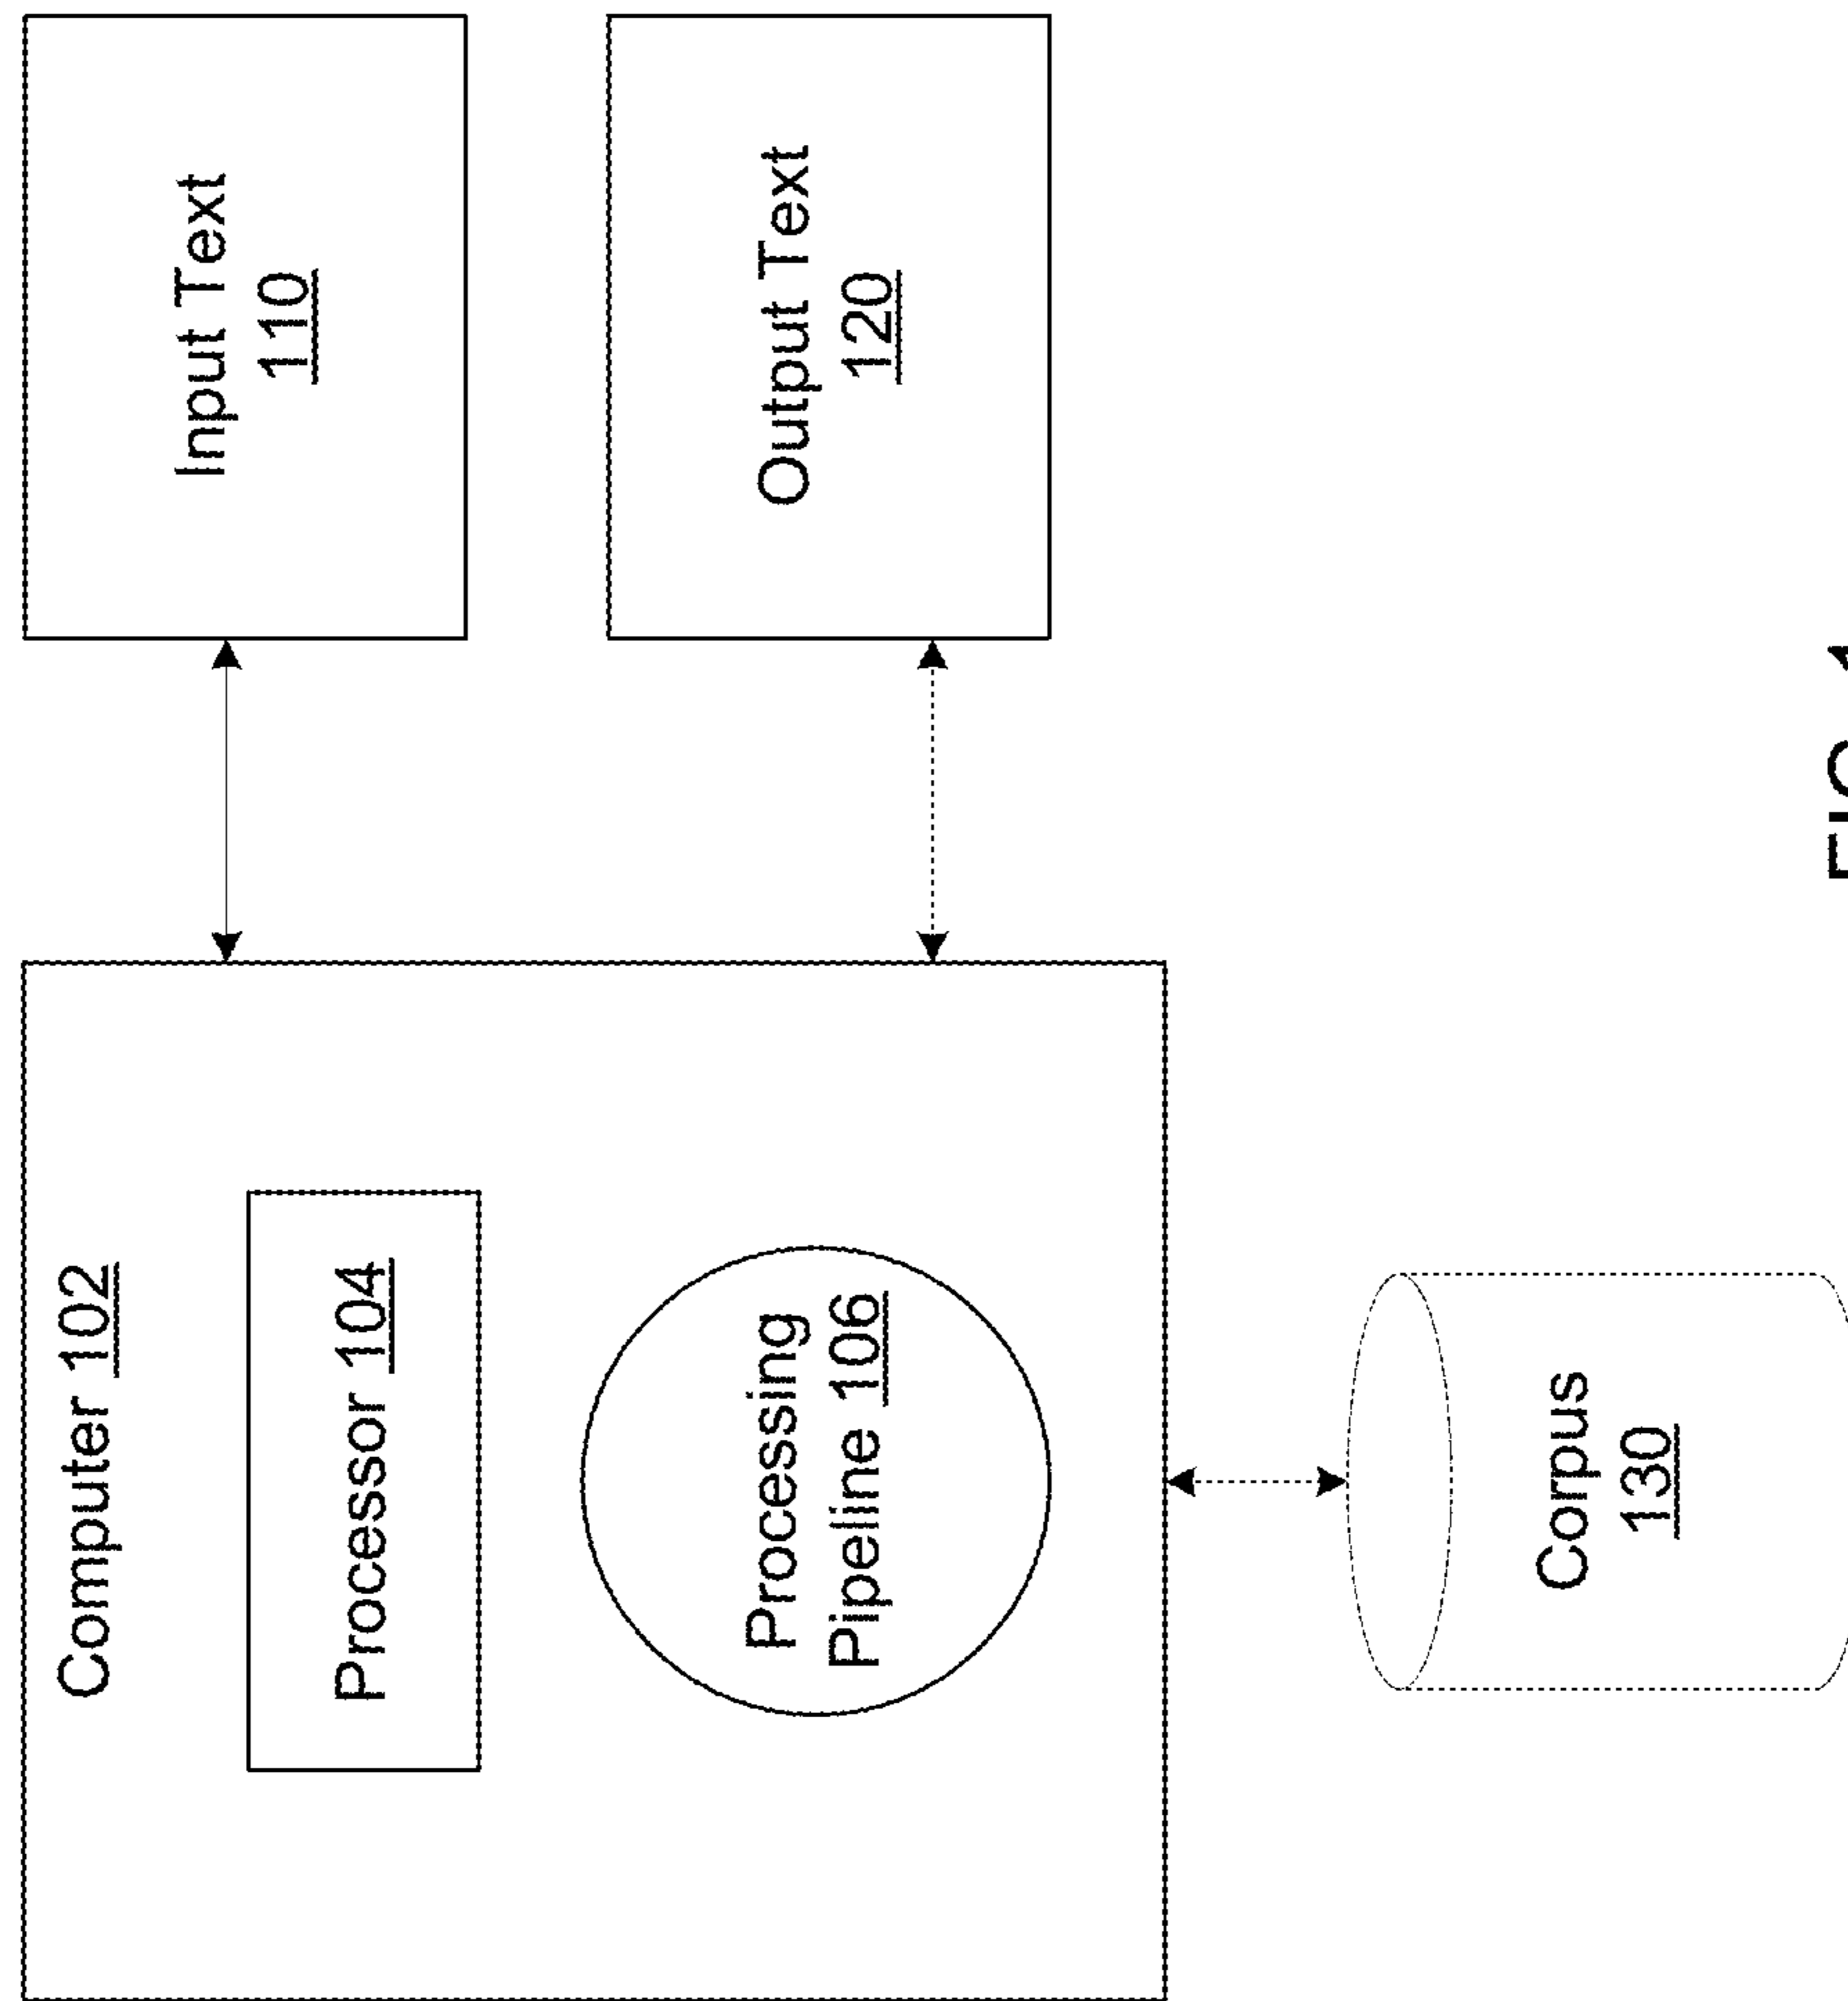 Computer 102
Processor 104
Processing
Pipeline 106
Input Text
110
Output Text
120
Corpus
130